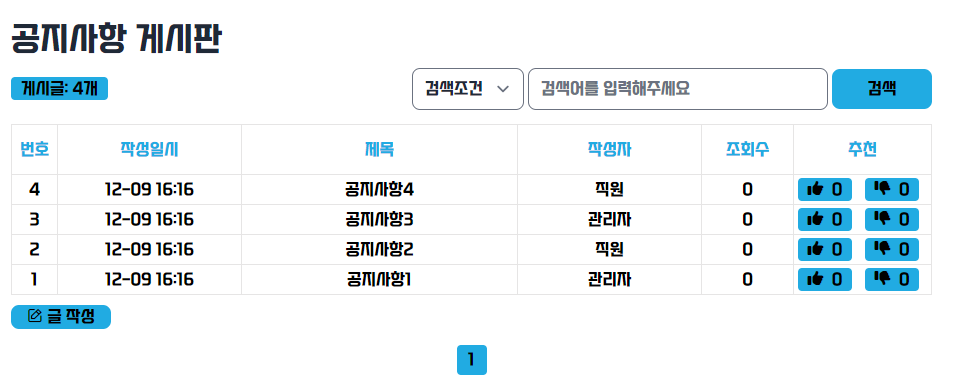 공지사항 게시판
게시글: 4개 검색조건 검색어를 입력해주세요 검색
번호 작성일시 제목 작성자 조회수 추천
4 12-09 16:16 공지사항4 직원 0 0 0
3 12-09 16:16 공지사항3 관리자 0 0 0
2 12-09 16:16 공지사항2 직원 0 0 0
1 12-09 16:16 공지사항1 관리자 0 0 0
글 작성
1